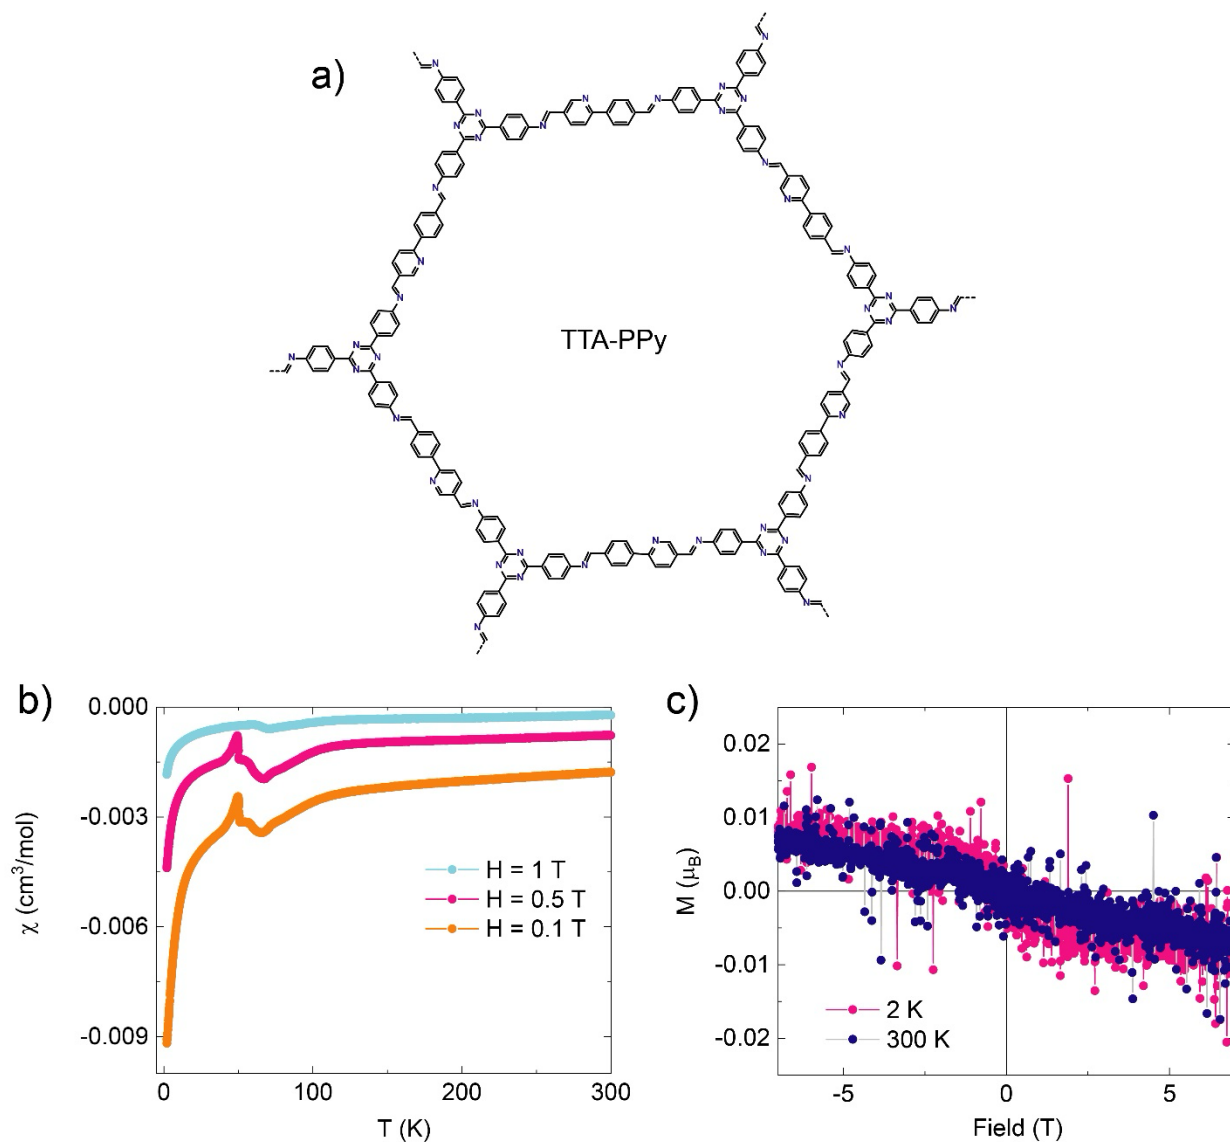 a)
TTA-PPy
b)
0.000
-0.003
-0.006
-0.009
χ (cm³/mol)
H = 1 T
H = 0.5 T
H = 0.1 T
0
100
200
300
T (K)
c)
0.02
0.01
0.00
-0.01
-0.02
M (μ_B)
2 K
300 K
-5
0
5
Field (T)